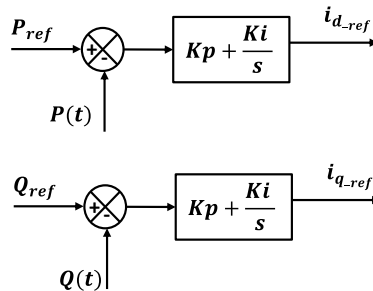 P_ref
+
-
Kp + Ki/s
i_d_ref
P(t)
Q_ref
+
-
Kp + Ki/s
i_q_ref
Q(t)